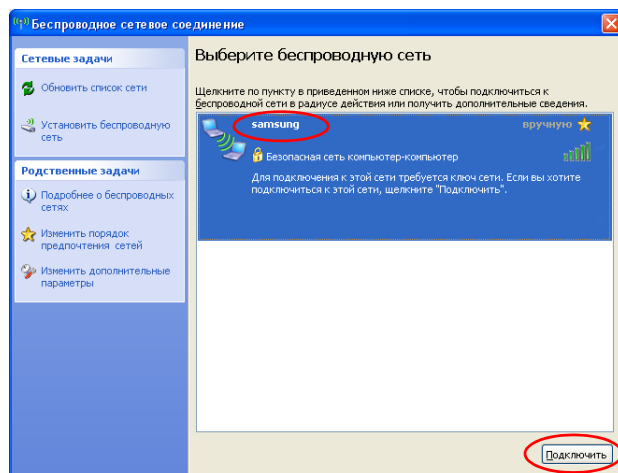 Беспроводное сетевое соединение
Сетевые задачи
Обновить список сети
Установить беспроводную
сеть
Родственные задачи
Подробнее о беспроводных
сетях
Изменить порядок
предпочтения сетей
Изменить дополнительные
параметры
Выберите беспроводную сеть
Щелкните по пункту в приведенном ниже списке, чтобы подключиться к
беспроводной сети в радиусе действия или получить дополнительные сведения.
samsung вручную
Безопасная сеть компьютер-компьютер
Для подключения к этой сети требуется ключ сети. Если вы хотите
подключиться к этой сети, щелкните "Подключить".
Подключить